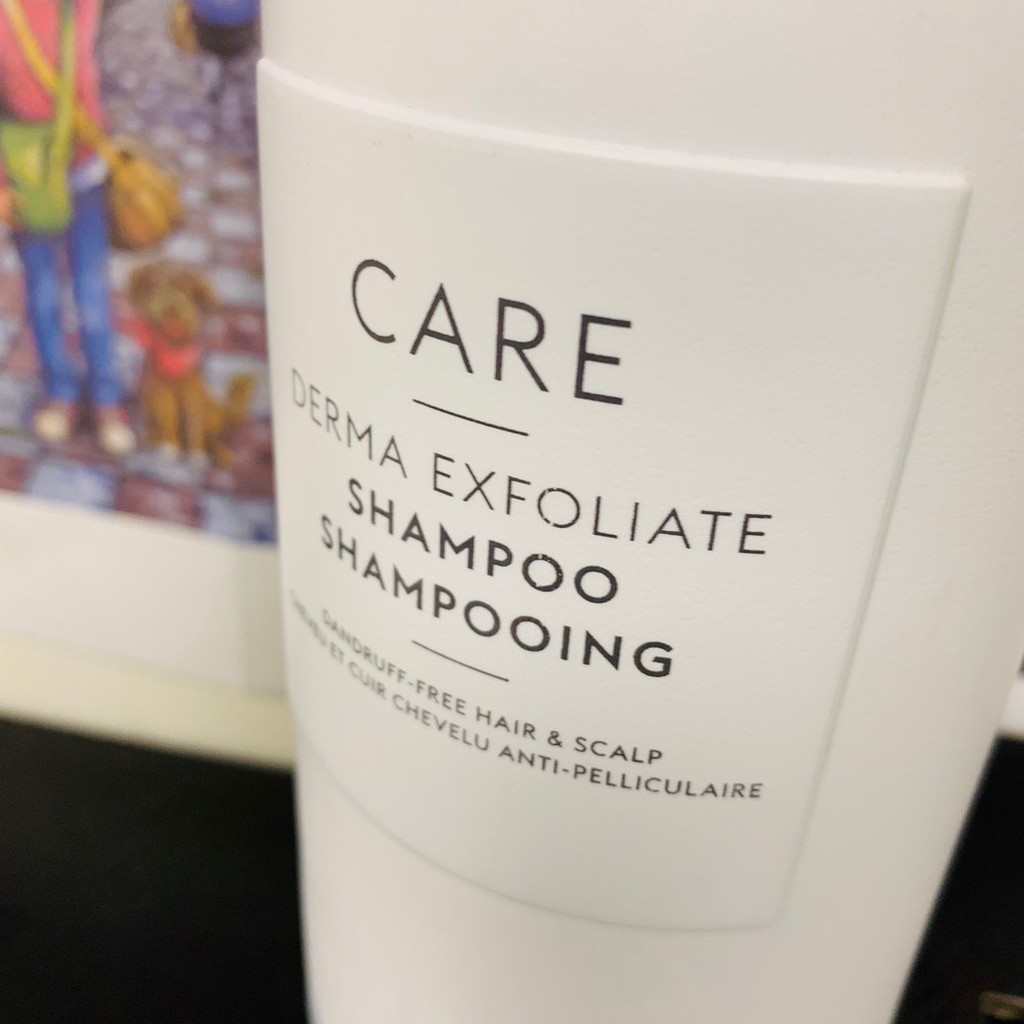 CARE
DERMA EXFOLIATE
SHAMPOO
SHAMPOOING
DANDRUFF-FREE HAIR & SCALP
CHEVEU ET CUIR CHEVELU ANTI-PELLICULAIRE